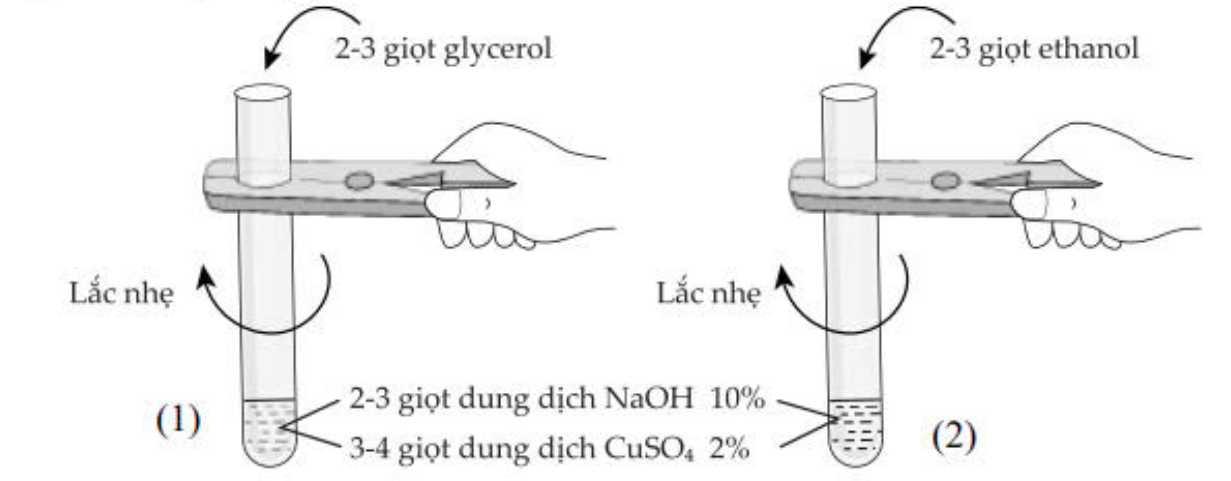 2-3 giọt glycerol
2-3 giọt ethanol
Lắc nhẹ
Lắc nhẹ
2-3 giọt dung dịch NaOH 10%
3-4 giọt dung dịch CuSO₄ 2%
(1)
(2)